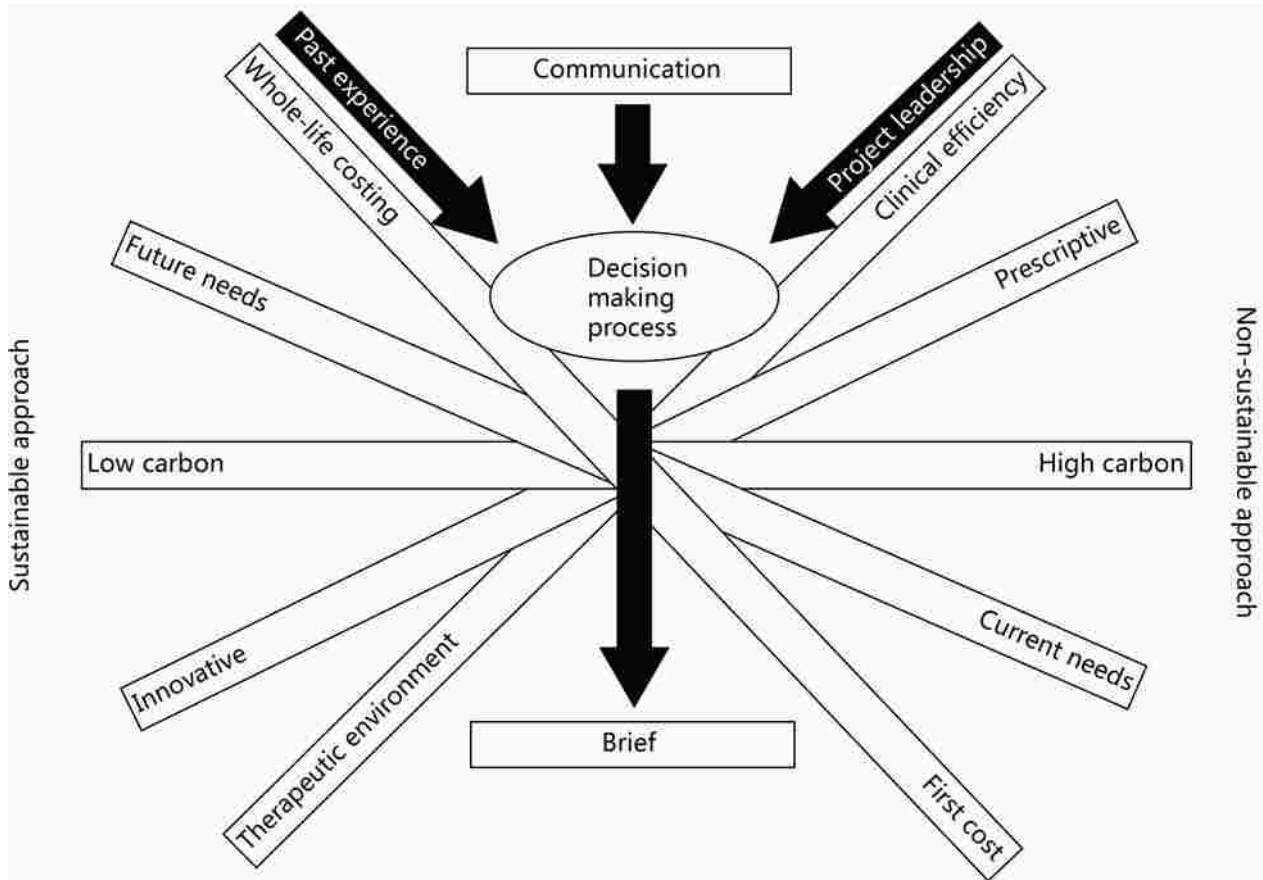 Past experience
Whole-life costing
Communication
Project leadership
Clinical efficiency
Future needs
Prescriptive
Decision
making
process
Sustainable approach
Non-sustainable approach
Low carbon
High carbon
Innovative
Current needs
Therapeutic environment
Brief
First cost